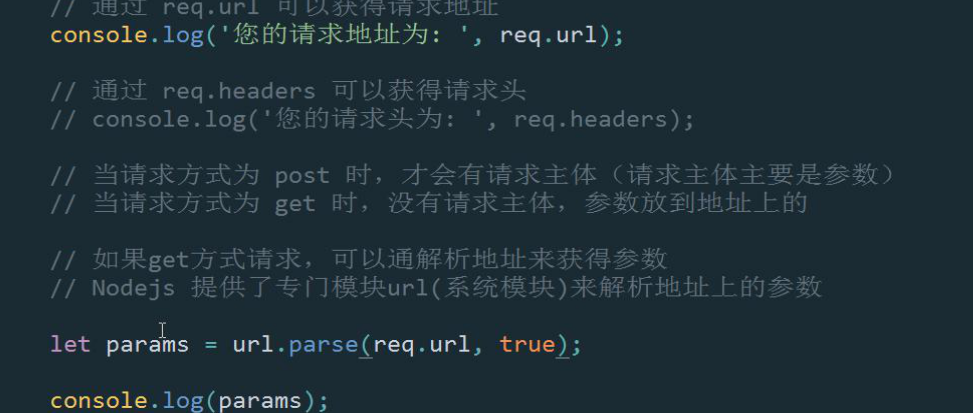 // 通过 req.url 可以获得请求地址
console.log('您的请求地址为: ', req.url);
// 通过 req.headers 可以获得请求头
// console.log('您的请求头为: ', req.headers);
// 当请求方式为 post 时，才会有请求主体（请求主体主要是参数）
// 当请求方式为 get 时，没有请求主体，参数放到地址上的
// 如果get方式请求，可以通解析地址来获得参数
// Nodejs 提供了专门模块url(系统模块)来解析地址上的参数
let params = url.parse(req.url, true);
console.log(params);